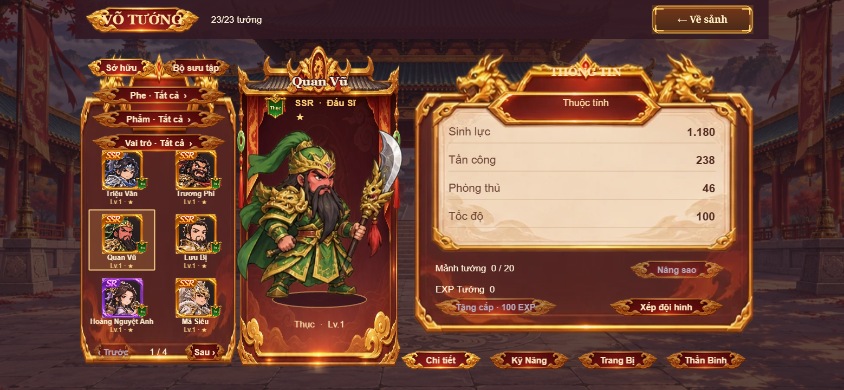 VÕ TƯỚNG
23/23 tướng
← Về sảnh
Sở hữu
Bộ sưu tập
Phe · Tất cả ›
Phẩm · Tất cả ›
Vai trò · Tất cả ›
SSR
Triệu Vân
Lv.1 · ★
SSR
Trương Phi
Lv.1 · ★
SSR
Quan Vũ
Lv.1 · ★
SSR
Lưu Bị
Lv.1 · ★
SR
Hoàng Nguyệt Anh
Lv.1 · ★
SSR
Mã Siêu
Lv.1 · ★
‹ Trước
1 / 4
Sau ›
Quan Vũ
Thục
SSR · Đấu Sĩ
★
Thục · Lv.1
THÔNG TIN
Thuộc tính
Sinh lực 1.180
Tấn công 238
Phòng thủ 46
Tốc độ 100
Mảnh tướng 0 / 20
Nâng sao
EXP Tướng 0
Tăng cấp · 100 EXP
Xếp đội hình
Chi tiết
Kỹ Năng
Trang Bị
Thần Binh